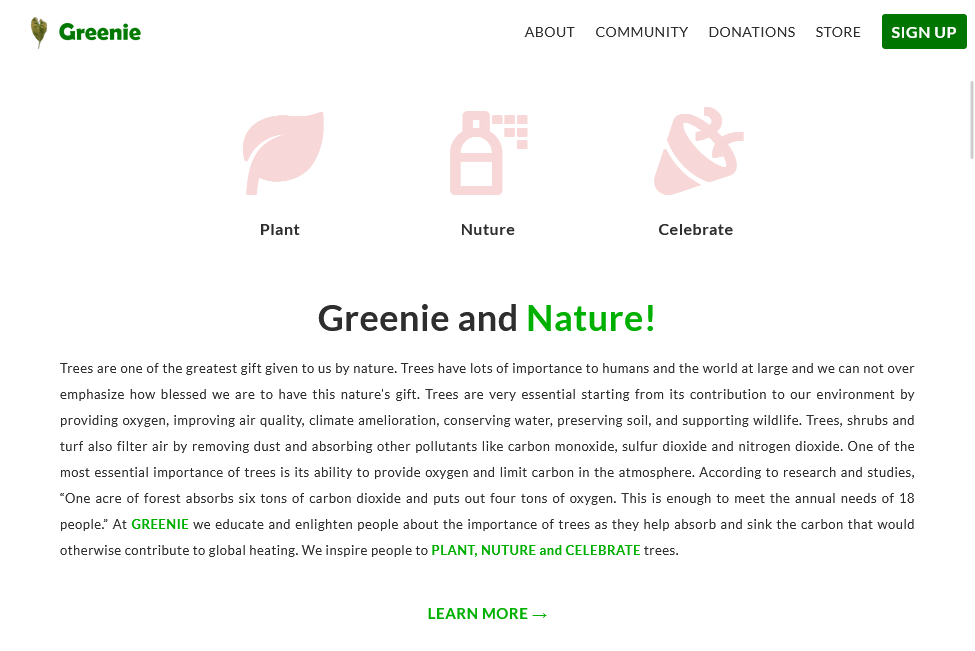 Greenie ABOUT COMMUNITY DONATIONS STORE SIGN UP
Plant Nuture Celebrate
Greenie and Nature!
Trees are one of the greatest gift given to us by nature. Trees have lots of importance to humans and the world at large and we can not over
emphasize how blessed we are to have this nature's gift. Trees are very essential starting from its contribution to our environment by
providing oxygen, improving air quality, climate amelioration, conserving water, preserving soil, and supporting wildlife. Trees, shrubs and
turf also filter air by removing dust and absorbing other pollutants like carbon monoxide, sulfur dioxide and nitrogen dioxide. One of the
most essential importance of trees is its ability to provide oxygen and limit carbon in the atmosphere. According to research and studies,
“One acre of forest absorbs six tons of carbon dioxide and puts out four tons of oxygen. This is enough to meet the annual needs of 18
people.” At GREENIE we educate and enlighten people about the importance of trees as they help absorb and sink the carbon that would
otherwise contribute to global heating. We inspire people to PLANT, NUTURE and CELEBRATE trees.
LEARN MORE →